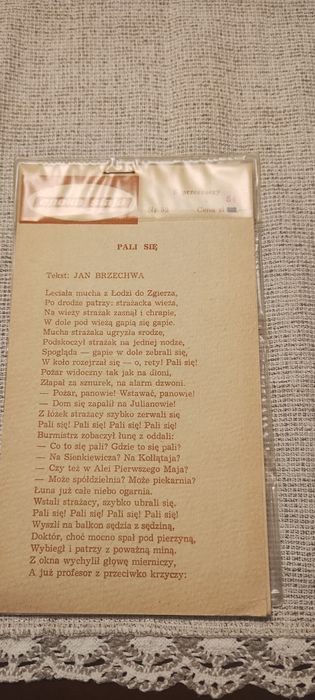 Nr 52
Cena zł
PALI SIĘ
Tekst: JAN BRZECHWA
Leciała mucha z Łodzi do Zgierza,
Po drodze patrzy: strażacka wieża,
Na wieży strażak zasnął i chrapie,
W dole pod wieżą gapią się gapie.
Mucha strażaka ugryzła srodze,
Podskoczył strażak na jednej nodze,
Spogląda — gapie w dole zebrali się,
W koło rozejrzał się — o, rety! Pali się!
Pożar widoczny tak jak na dłoni,
Złapał za sznurek, na alarm dzwoni.
— Pożar, panowie! Wstawać, panowie!
— Dom się zapalił na Julianowie!
Z łóżek strażacy szybko zerwali się
Pali się! Pali się! Pali się! Pali się!
Burmistrz zobaczył łunę z oddali:
— Co to się pali? Gdzie to się pali?
— Na Sienkiewicza? Na Kołłątaja?
— Czy też w Alei Pierwszego Maja?
— Może spółdzielnia? Może piekarnia?
Łuna już całe niebo ogarnia.
Wstali strażacy, szybko ubrali się.
Pali się! Pali się! Pali się! Pali się!
Wyszli na balkon sędzia z sędziną,
Doktór, choć mocno spał pod pierzyną,
Wybiegł i patrzy z poważną miną.
Z okna wychylił głowę mierniczy,
A już profesor z przeciwko krzyczy: